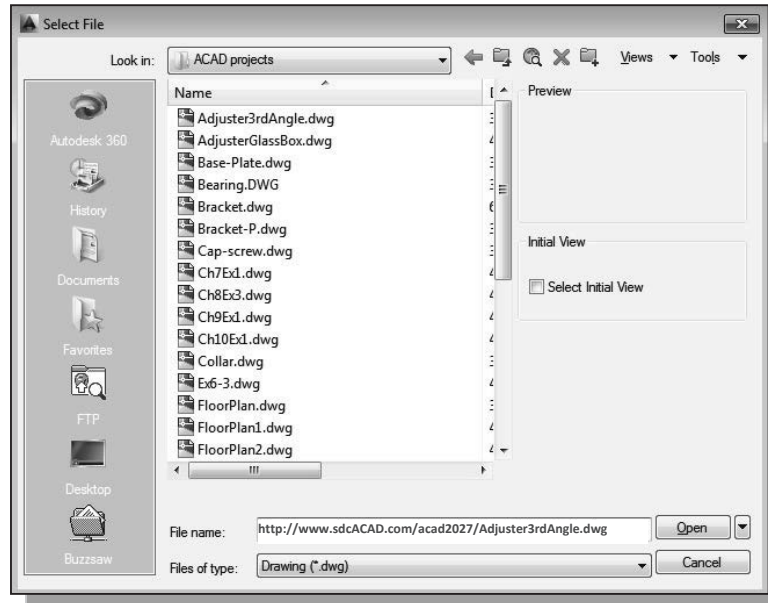 Select File
Look in:
ACAD projects
Views
Tools
Autodesk 360
History
Documents
Favorites
FTP
Desktop
Buzzsaw
Name
Adjuster3rdAngle.dwg
AdjusterGlassBox.dwg
Base-Plate.dwg
Bearing.DWG
Bracket.dwg
Bracket-P.dwg
Cap-screw.dwg
Ch7Ex1.dwg
Ch8Ex3.dwg
Ch9Ex1.dwg
Ch10Ex1.dwg
Collar.dwg
Ex6-3.dwg
FloorPlan.dwg
FloorPlan1.dwg
FloorPlan2.dwg
Preview
Initial View
Select Initial View
File name:
http://www.sdcACAD.com/acad2027/Adjuster3rdAngle.dwg
Open
Files of type:
Drawing (*.dwg)
Cancel